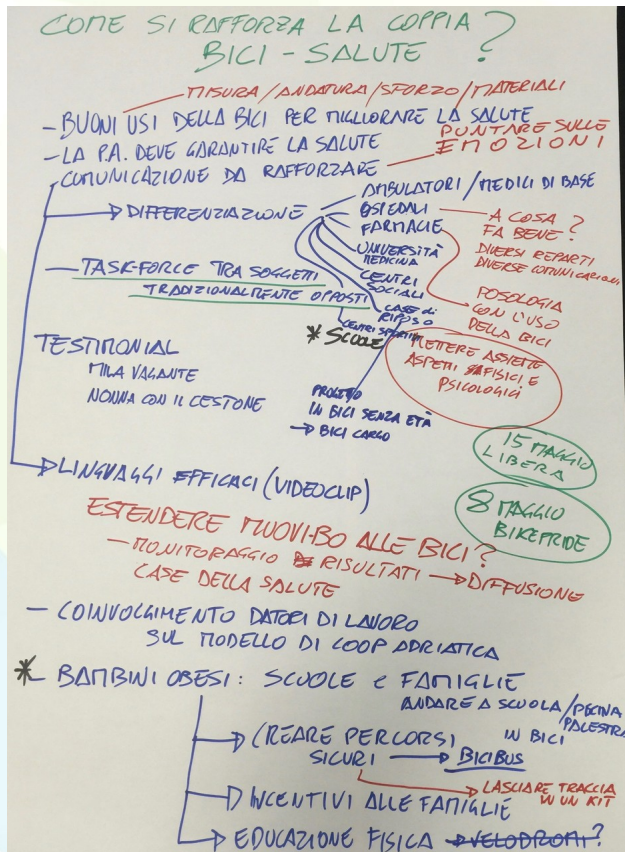 COME SI RAFFORZA LA COPPIA
BICI - SALUTE ?
MISURA / ANDATURA / SFORZO / MATERIALI
- BUONI USI DELLA BICI PER MIGLIORARE LA SALUTE
- LA P.A. DEVE GARANTIRE LA SALUTE
PUNTARE SULLE
EMOZIONI
- COMUNICAZIONE DA RAFFORZARE
AMBULATORI / MEDICI DI BASE
DIFFERENZIAZIONE
OSPEDALI
FARMACIE
UNIVERSITÀ
MEDICINA
CENTRI
SOCIALI
CASE di
RIPOSO
CENTRI SPORTIVI
* SCUOLE
A COSA ?
FA BENE ?
DIVERSI REPARTI
DIVERSE COMUNICAZIONI
POSOLOGIA
CON L'USO
DELLA BICI
- TASK-FORCE TRA SOGGETTI
TRADIZIONALMENTE OPPOSTI
METTERE ASSIEME
ASPETTI FISICI E
PSICOLOGICI
TESTIMONIAL
MILA VAGANTE
NONNA CON IL CESTONE
PROGETTO
IN BICI SENZA ETÀ
→ BICI CARGO
15 MAGGIO
LIBERA
8 MAGGIO
BIKEPRIDE
LINGUAGGI EFFICACI (VIDEOCLIP)
ESTENDERE MUOVI-BO ALLE BICI ?
- MONITORAGGIO RISULTATI → DIFFUSIONE
CASE DELLA SALUTE
- COINVOLGIMENTO DATORI DI LAVORO
SUL MODELLO DI COOP ADRIATICA
* - BAMBINI OBESI : SCUOLE e FAMIGLIE
ANDARE A SCUOLA / PISCINA
PALESTRA
IN BICI
→ CREARE PERCORSI
SICURI → BICIBUS
LASCIARE TRACCIA
IN UN KIT
→ INCENTIVI ALLE FAMIGLIE
→ EDUCAZIONE FISICA → VELODROMI ?